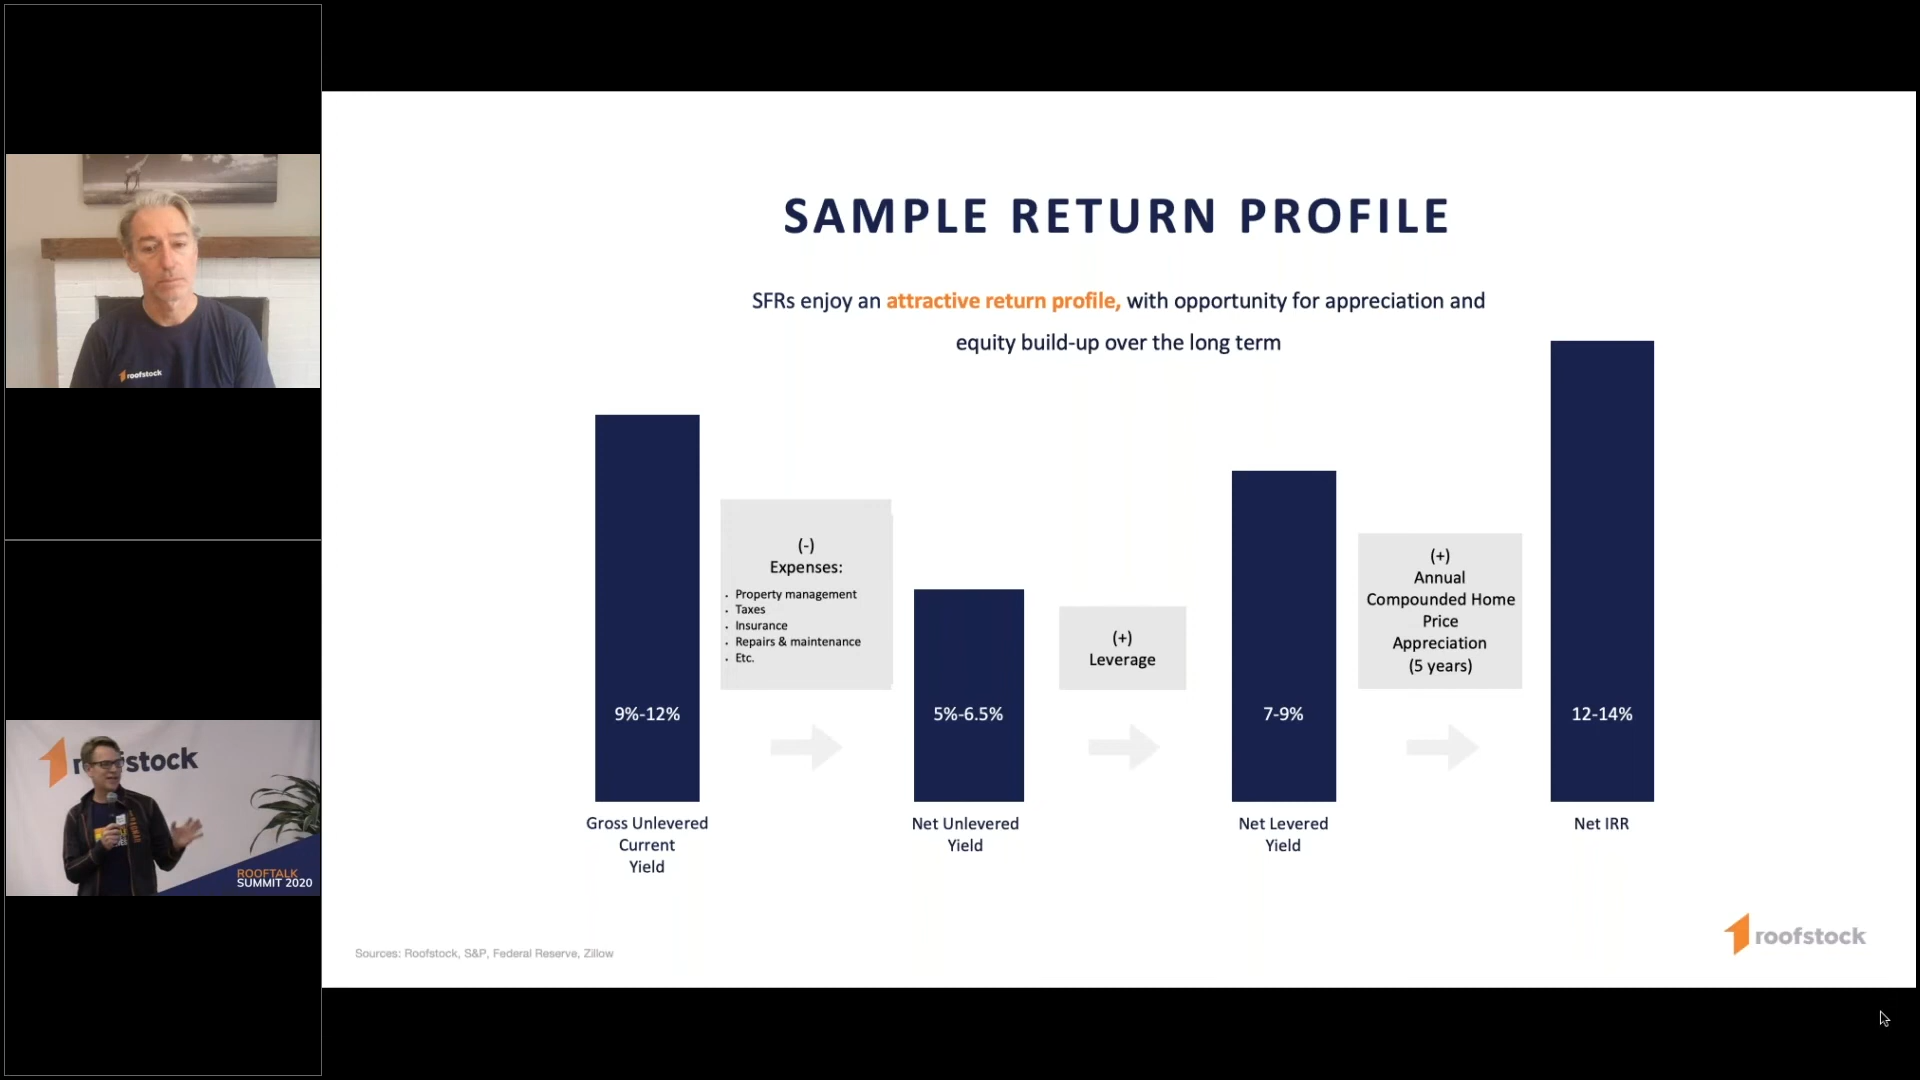 SAMPLE RETURN PROFILE
SFRs enjoy an attractive return profile, with opportunity for appreciation and
equity build-up over the long term
(-)
Expenses:
. Property management
. Taxes
. Insurance
. Repairs & maintenance
. Etc.
(+)
Leverage
(+)
Annual
Compounded Home
Price
Appreciation
(5 years)
9%-12%
5%-6.5%
7-9%
12-14%
Gross Unlevered
Current
Yield
Net Unlevered
Yield
Net Levered
Yield
Net IRR
Sources: Roofstock, S&P, Federal Reserve, Zillow
roofstock
roofstock
ROOFTALK
SUMMIT 2020